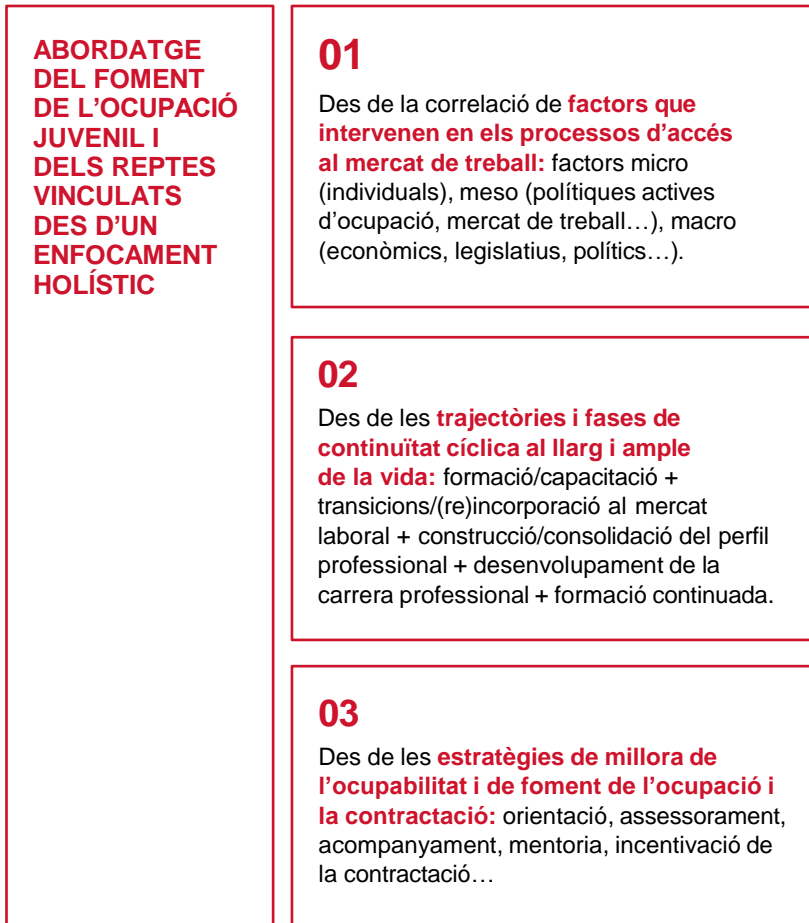 ABORDATGE
DEL FOMENT
DE L’OCUPACIÓ
JUVENIL I
DELS REPTES
VINCULATS
DES D’UN
ENFOCAMENT
HOLÍSTIC
01
Des de la correlació de factors que
intervenen en els processos d’accés
al mercat de treball: factors micro
(individuals), meso (polítiques actives
d’ocupació, mercat de treball…), macro
(econòmics, legislatius, polítics…).
02
Des de les trajectòries i fases de
continuïtat cíclica al llarg i ample
de la vida: formació/capacitació +
transicions/(re)incorporació al mercat
laboral + construcció/consolidació del perfil
professional + desenvolupament de la
carrera professional + formació continuada.
03
Des de les estratègies de millora de
l’ocupabilitat i de foment de l’ocupació i
la contractació: orientació, assessorament,
acompanyament, mentoria, incentivació de
la contractació…